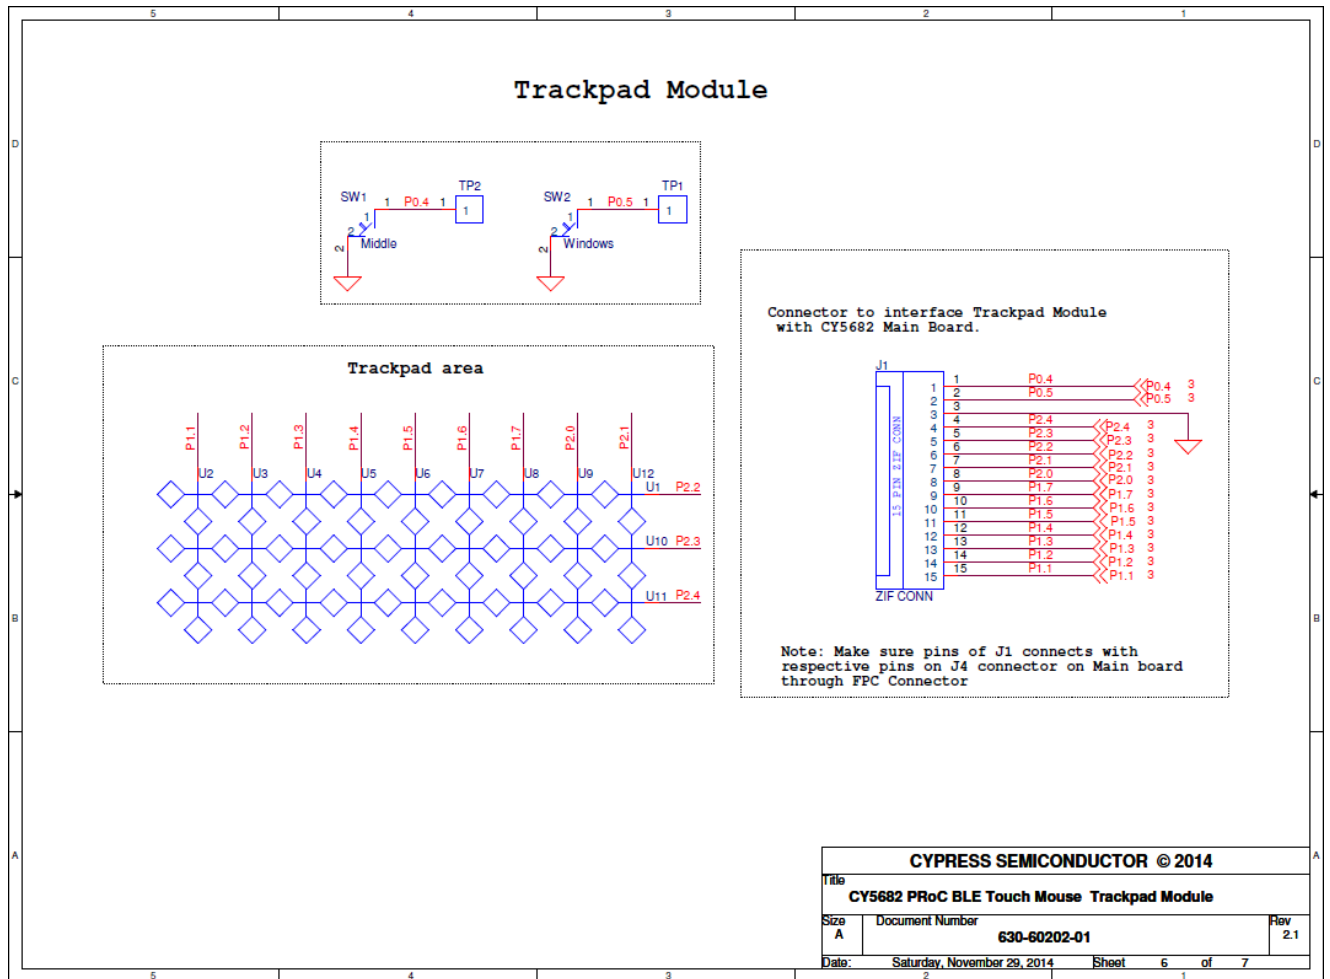 5 4 3 2 1
Trackpad Module
D D
SW1 1 P0.4 1 TP2
1 1
2 Middle
2
SW2 1 P0.5 1 TP1
1 1
2 Windows
2
Connector to interface Trackpad Module
with CY5682 Main Board.
C C
Trackpad area
P1.1 P1.2 P1.3 P1.4 P1.5 P1.6 P1.7 P2.0 P2.1
U2 U3 U4 U5 U6 U7 U8 U9 U12
U1 P2.2
U10 P2.3
U11 P2.4
J1
15 PIN ZIF CONN
1 1 P0.4 P0.4 3
2 2 P0.5 P0.5 3
3 3
4 4 P2.4 P2.4 3
5 5 P2.3 P2.3 3
6 6 P2.2 P2.2 3
7 7 P2.1 P2.1 3
8 8 P2.0 P2.0 3
9 9 P1.7 P1.7 3
10 10 P1.6 P1.6 3
11 11 P1.5 P1.5 3
12 12 P1.4 P1.4 3
13 13 P1.3 P1.3 3
14 14 P1.2 P1.2 3
15 15 P1.1 P1.1 3
ZIF CONN
B B
Note: Make sure pins of J1 connects with
respective pins on J4 connector on Main board
through FPC Connector
A A
CYPRESS SEMICONDUCTOR © 2014
Title
CY5682 PRoC BLE Touch Mouse Trackpad Module
Size Document Number Rev
A 630-60202-01 2.1
Date: Saturday, November 29, 2014 Sheet 6 of 7
5 4 3 2 1